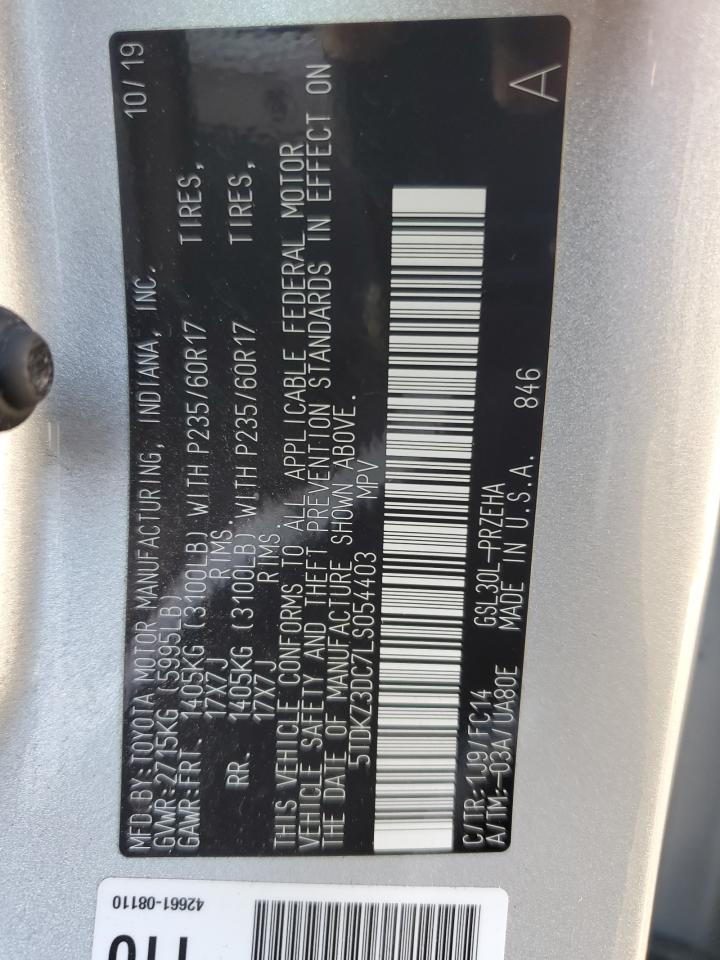 MFD.BY:TOYOTA MOTOR MANUFACTURING, INDIANA, INC. 10/19
GVWR:2715KG (5995LB)
GAWR:FRT. 1405KG (3100LB) WITH P235/60R17 TIRES,
17X7J RIMS.
RR. 1405KG (3100LB) WITH P235/60R17 TIRES,
17X7J RIMS.
THIS VEHICLE CONFORMS TO ALL APPLICABLE FEDERAL MOTOR
VEHICLE SAFETY AND THEFT PREVENTION STANDARDS IN EFFECT ON
THE DATE OF MANUFACTURE SHOWN ABOVE.
5TDKZ3DC7LS054403 MPV
C/TR:1J9/FC14 GSL30L-PRZEHA
A/TM:-03A/UA80E MADE IN U.S.A. 846
A
42661-08110